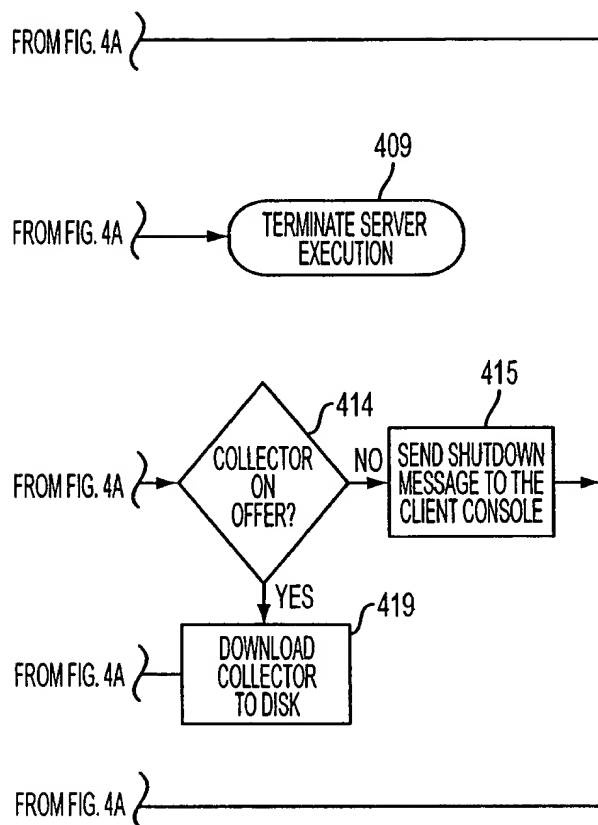 FROM FIG. 4A
409
FROM FIG. 4A
TERMINATE SERVER
EXECUTION
414
415
FROM FIG. 4A
COLLECTOR
ON
OFFER?
NO
SEND SHUTDOWN
MESSAGE TO THE
CLIENT CONSOLE
YES
419
FROM FIG. 4A
DOWNLOAD
COLLECTOR
TO DISK
FROM FIG. 4A